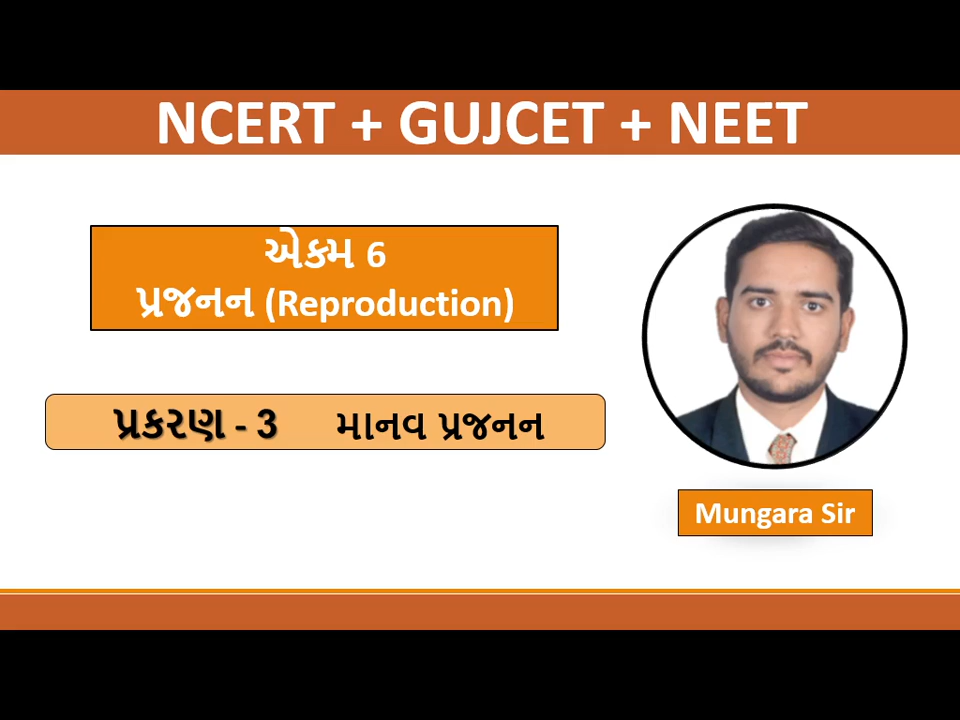 NCERT + GUJCET + NEET
એકમ 6
પ્રજનન (Reproduction)
પ્રકરણ - 3 માનવ પ્રજનન
Mungara Sir